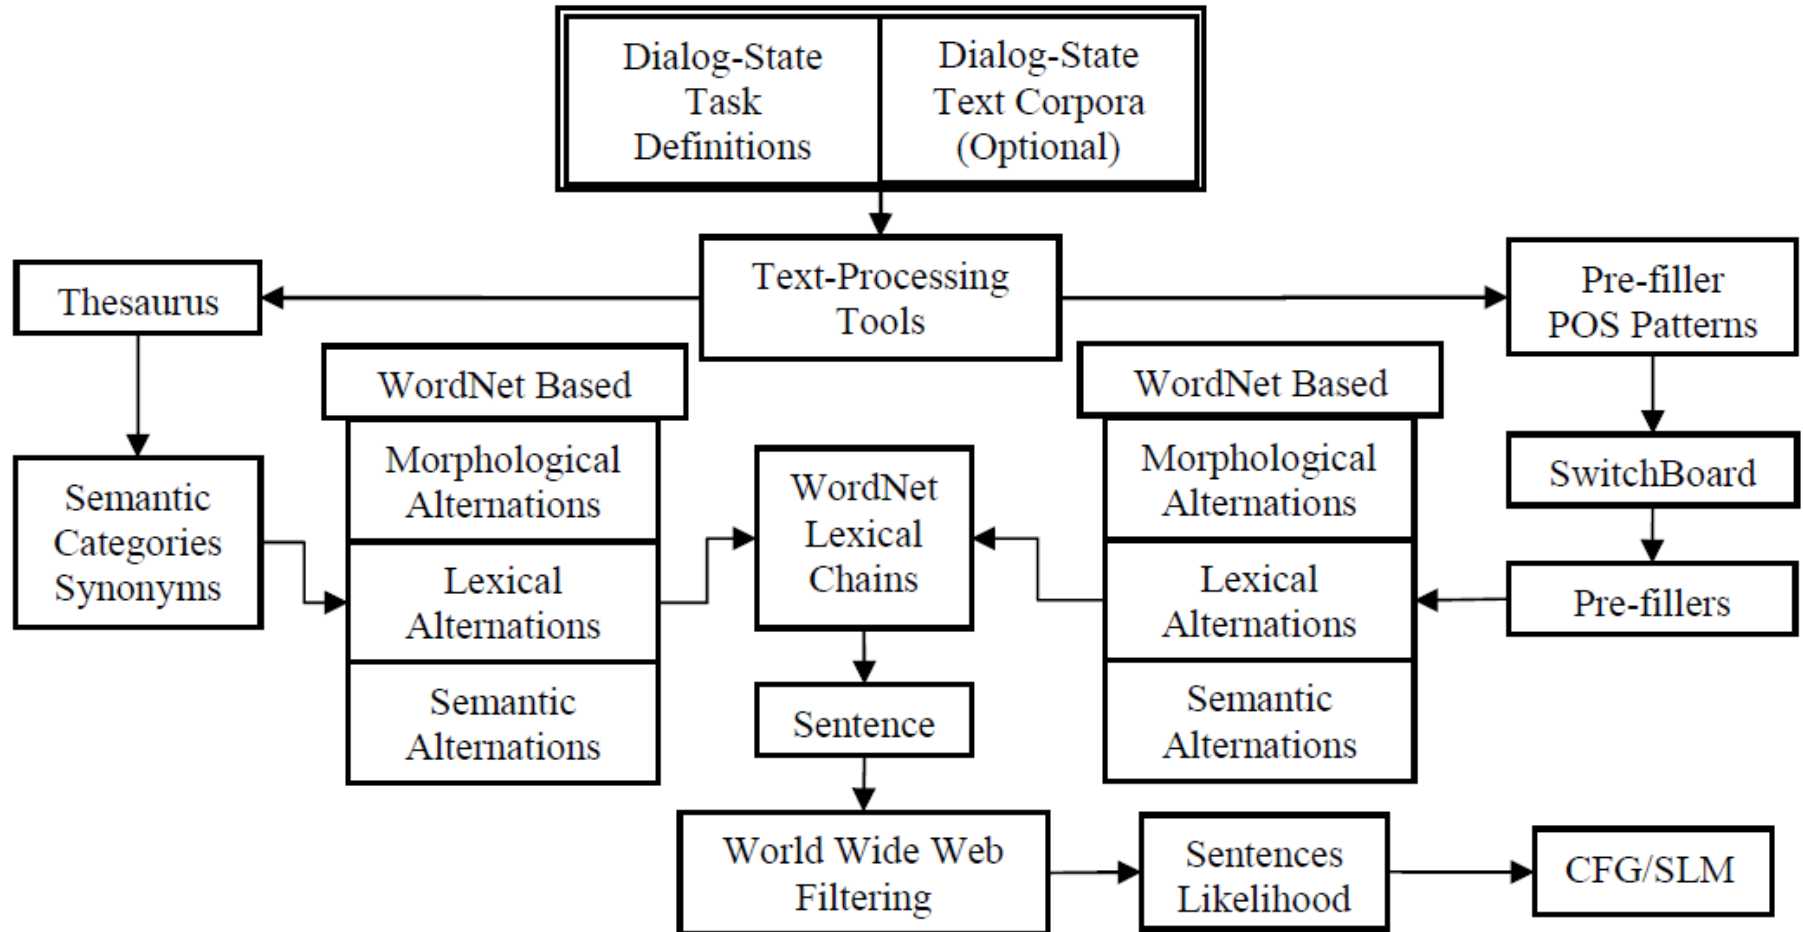 Dialog-State
Task
Definitions
Dialog-State
Text Corpora
(Optional)
Text-Processing
Tools
Thesaurus
Pre-filler
POS Patterns
WordNet Based
WordNet Based
Morphological
Alternations
Lexical
Alternations
Semantic
Alternations
Semantic
Categories
Synonyms
WordNet
Lexical
Chains
Morphological
Alternations
Lexical
Alternations
Semantic
Alternations
SwitchBoard
Pre-fillers
Sentence
World Wide Web
Filtering
Sentences
Likelihood
CFG/SLM